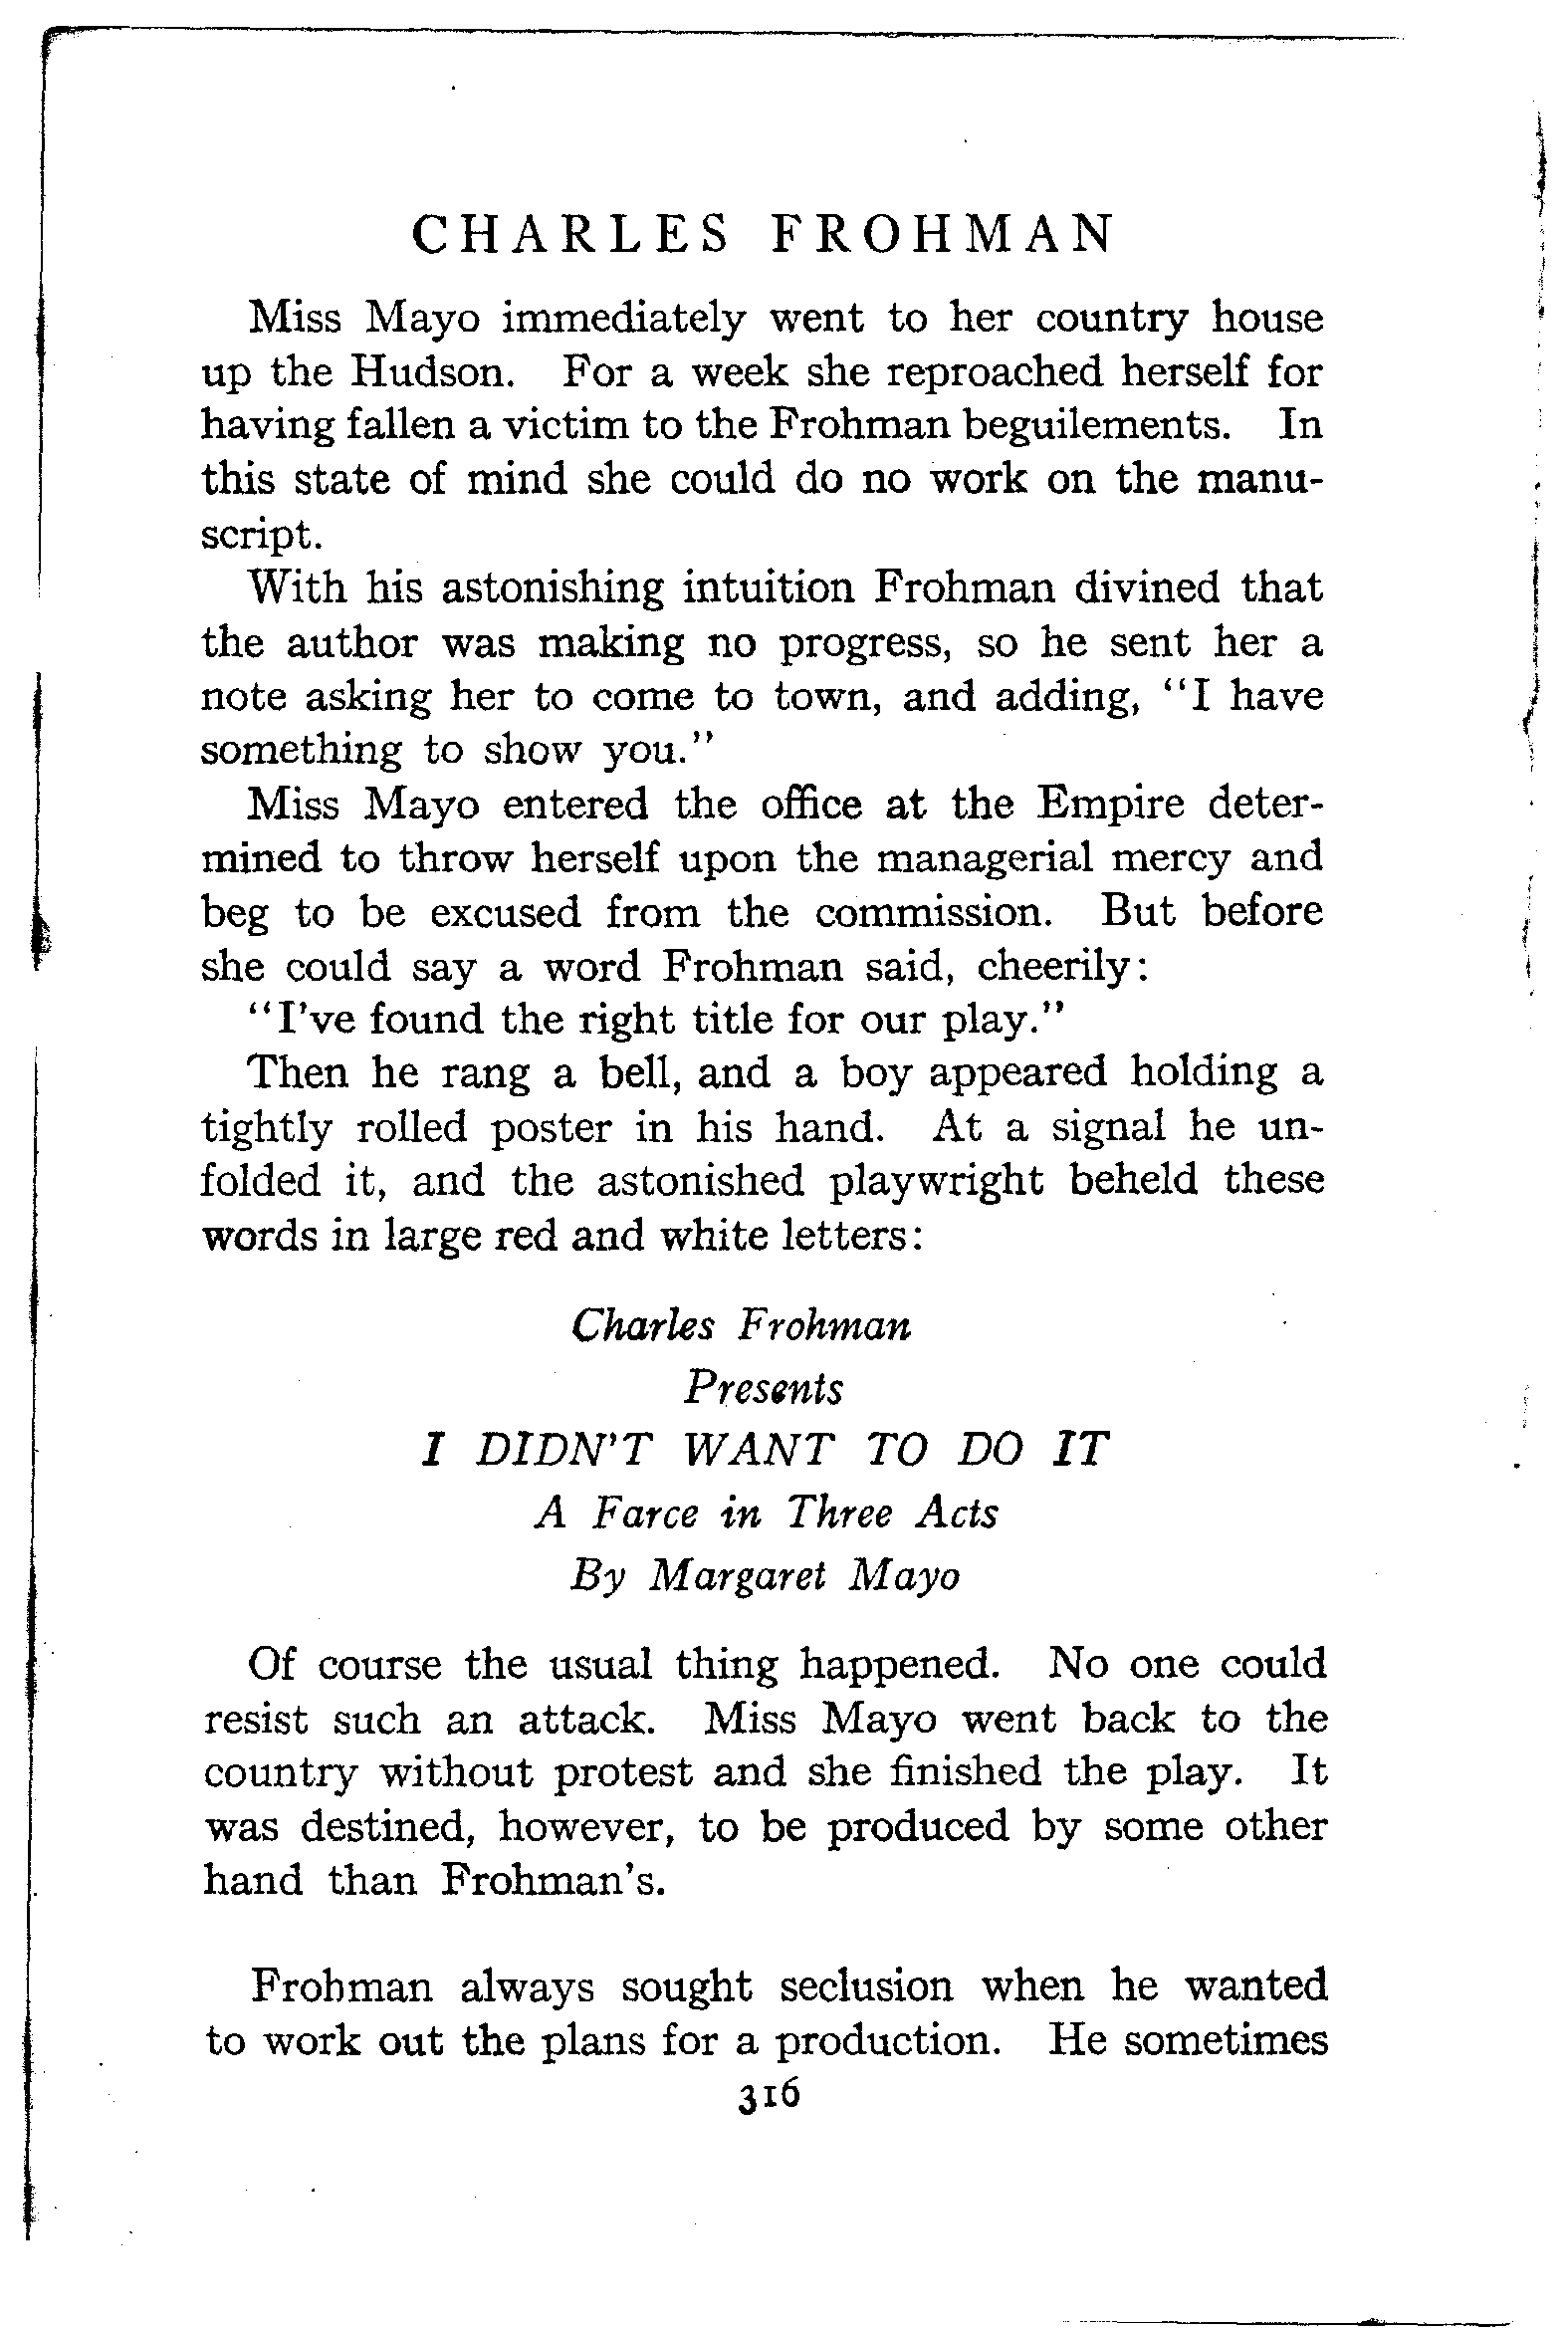 CHARLES FROHMAN
Miss Mayo immediately went to her country house
up the Hudson. For a week she reproached herself for
having fallen a victim to the Frohman beguilements. In
this state of mind she could do no work on the manu-
script.
With his astonishing intuition Frohman divined that
the author was making no progress, so he sent her a
note asking her to come to town, and adding, "I have
something to show you."
Miss Mayo entered the office at the Empire deter-
mined to throw herself upon the managerial mercy and
beg to be excused from the commission. But before
she could say a word Frohman said, cheerily:
"I've found the right title for our play."
Then he rang a bell, and a boy appeared holding a
tightly rolled poster in his hand. At a signal he un-
folded it, and the astonished playwright beheld these
words in large red and white letters:
Charles Frohman
Presents
I DIDN'T WANT TO DO IT
A Farce in Three Acts
By Margaret Mayo
Of course the usual thing happened. No one could
resist such an attack. Miss Mayo went back to the
country without protest and she finished the play. It
was destined, however, to be produced by some other
hand than Frohman's.
Frohman always sought seclusion when he wanted
to work out the plans for a production. He sometimes
316